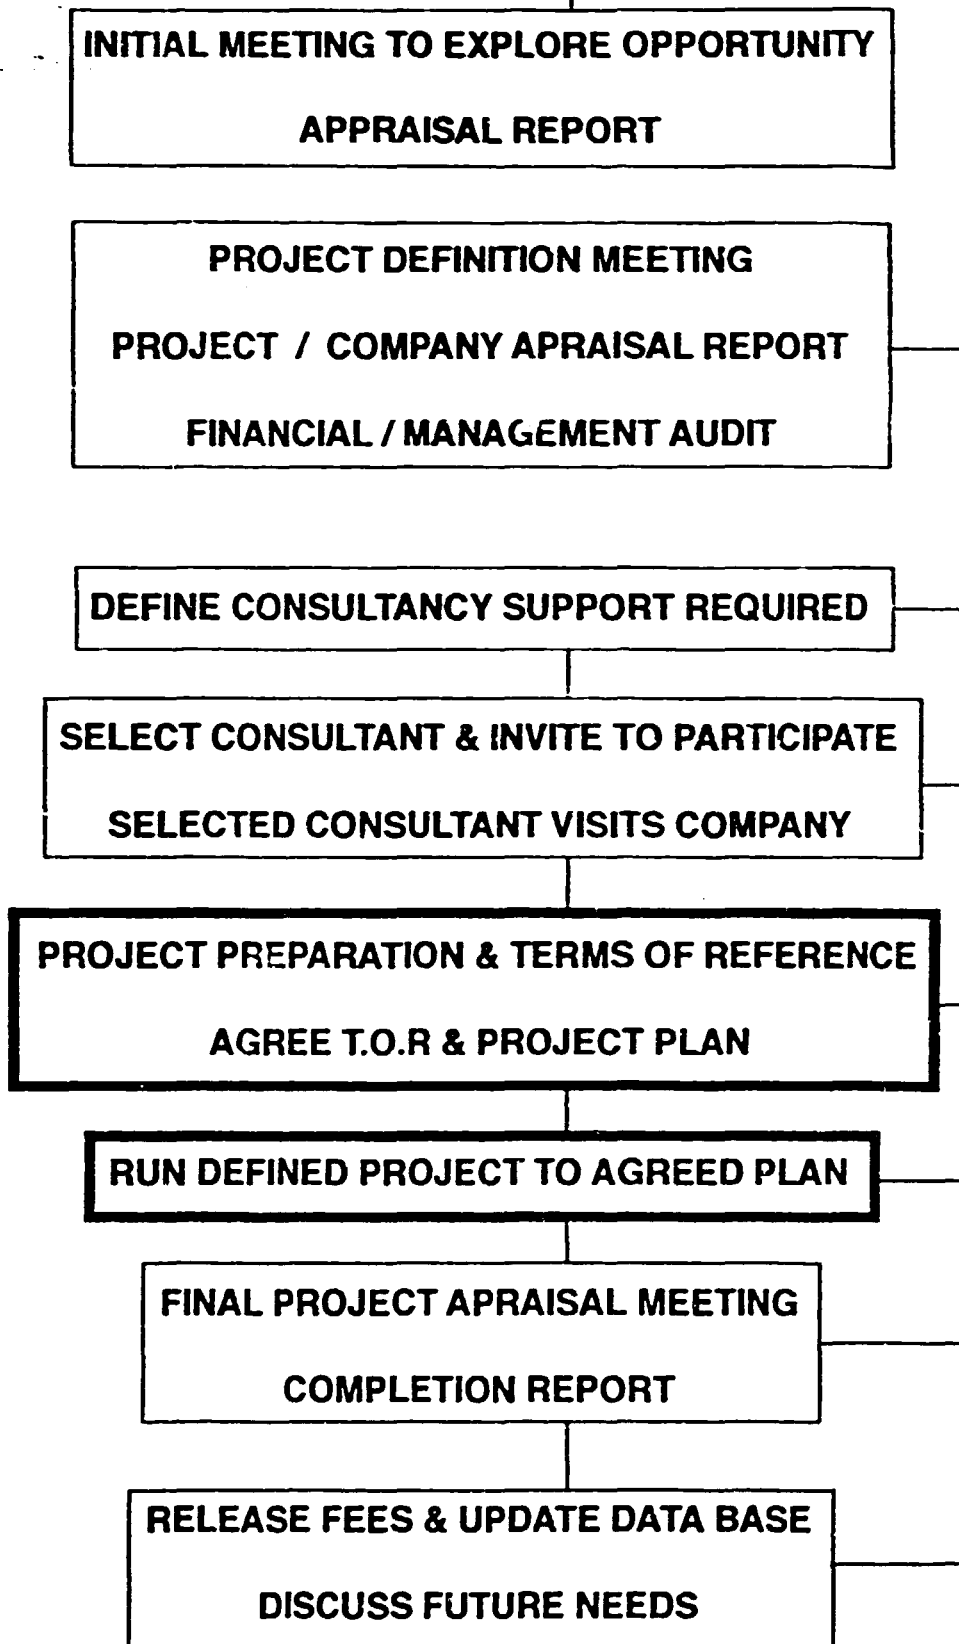 INITIAL MEETING TO EXPLORE OPPORTUNITY
APPRAISAL REPORT
PROJECT DEFINITION MEETING
PROJECT / COMPANY APRAISAL REPORT
FINANCIAL / MANAGEMENT AUDIT
DEFINE CONSULTANCY SUPPORT REQUIRED
SELECT CONSULTANT & INVITE TO PARTICIPATE
SELECTED CONSULTANT VISITS COMPANY
PROJECT PREPARATION & TERMS OF REFERENCE
AGREE T.O.R & PROJECT PLAN
RUN DEFINED PROJECT TO AGREED PLAN
FINAL PROJECT APRAISAL MEETING
COMPLETION REPORT
RELEASE FEES & UPDATE DATA BASE
DISCUSS FUTURE NEEDS